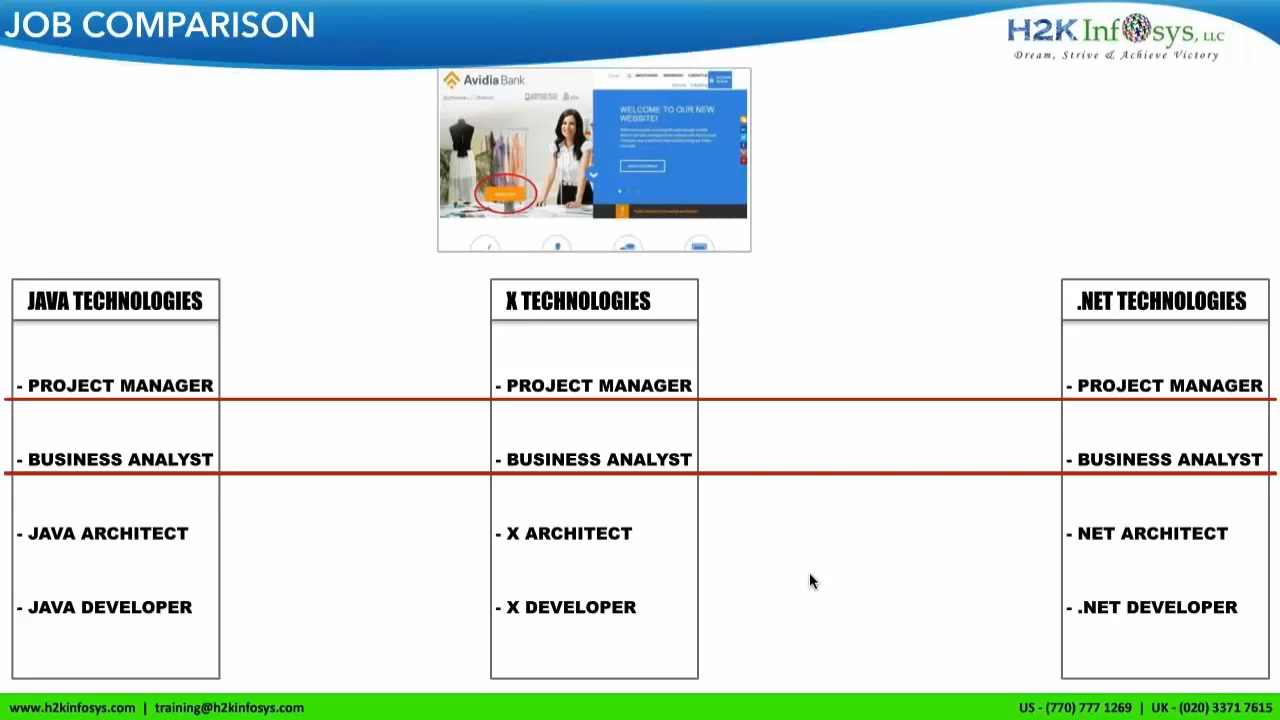 JOB COMPARISON
H2K Infosys, LLC
Dream, Strive & Achieve Victory
Avidia Bank
WELCOME TO OUR NEW
WEBSITE!
JAVA TECHNOLOGIES
- PROJECT MANAGER
- BUSINESS ANALYST
- JAVA ARCHITECT
- JAVA DEVELOPER
X TECHNOLOGIES
- PROJECT MANAGER
- BUSINESS ANALYST
- X ARCHITECT
- X DEVELOPER
.NET TECHNOLOGIES
- PROJECT MANAGER
- BUSINESS ANALYST
- NET ARCHITECT
- .NET DEVELOPER
www.h2kinfosys.com | training@h2kinfosys.com
US - (770) 777 1269 | UK - (020) 3371 7615